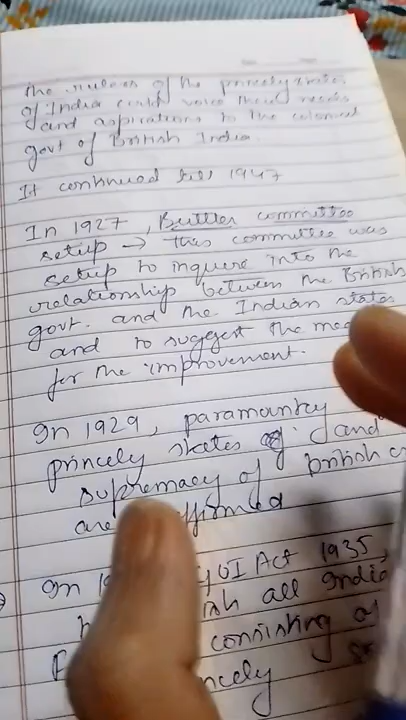 The rulers of the princely states
of India could voice their needs
and aspirations to the colonial
govt of British India.
It continued till 1947
In 1927, Buttler committee
setup → This committee was
setup to inquire into the
relationship between the British
govt. and the Indian states
and to suggest the
for the improvement.
In 1929, paramountcy
princely states and
supremacy of British
are
In GI Act 1935,
all India
consisting of